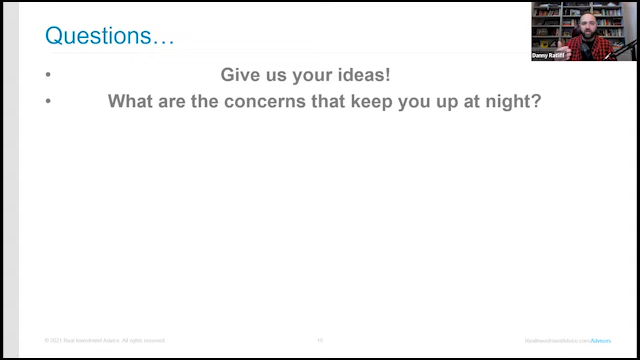 Questions…
Danny Ratliff
• Give us your ideas!
• What are the concerns that keep you up at night?
© 2021 Real Investment Advice. All rights reserved.
RealInvestmentAdvice.com/Advisors